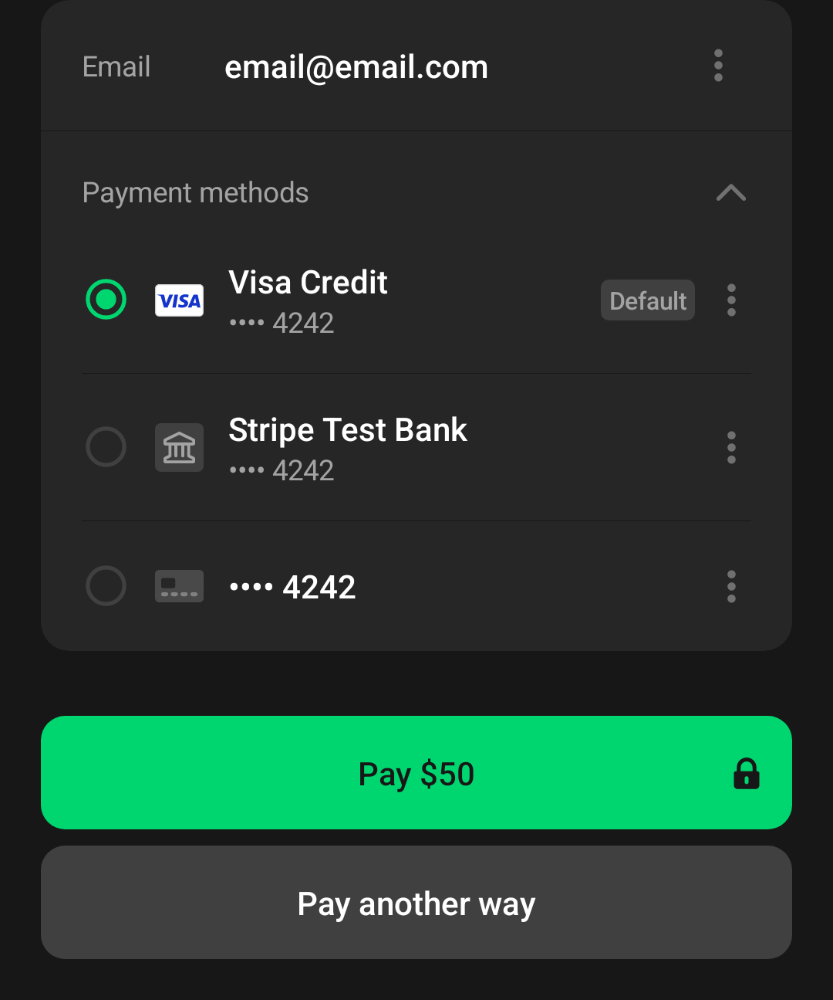 Email email@email.com
Payment methods
VISA Visa Credit Default
•••• 4242
Stripe Test Bank
•••• 4242
•••• 4242
Pay $50
Pay another way